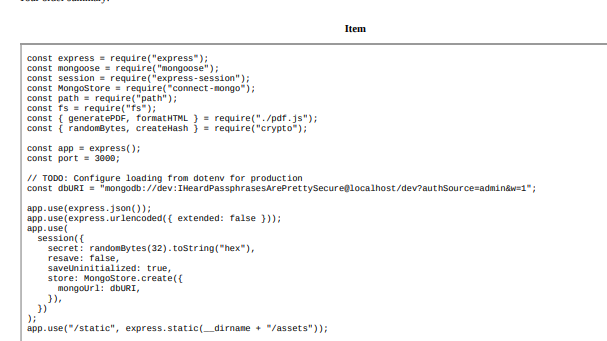 Your order summary:
Item
const express = require("express");
const mongoose = require("mongoose");
const session = require("express-session");
const MongoStore = require("connect-mongo");
const path = require("path");
const fs = require("fs");
const { generatePDF, formatHTML } = require("./pdf.js");
const { randomBytes, createHash } = require("crypto");
const app = express();
const port = 3000;
// TODO: Configure loading from dotenv for production
const dbURI = "mongodb://dev:IHeardPassphrasesArePrettySecure@localhost/dev?authSource=admin&w=1";
app.use(express.json());
app.use(express.urlencoded({ extended: false }));
app.use(
session({
secret: randomBytes(32).toString("hex"),
resave: false,
saveUninitialized: true,
store: MongoStore.create({
mongoUrl: dbURI,
}),
})
);
app.use("/static", express.static(__dirname + "/assets"));